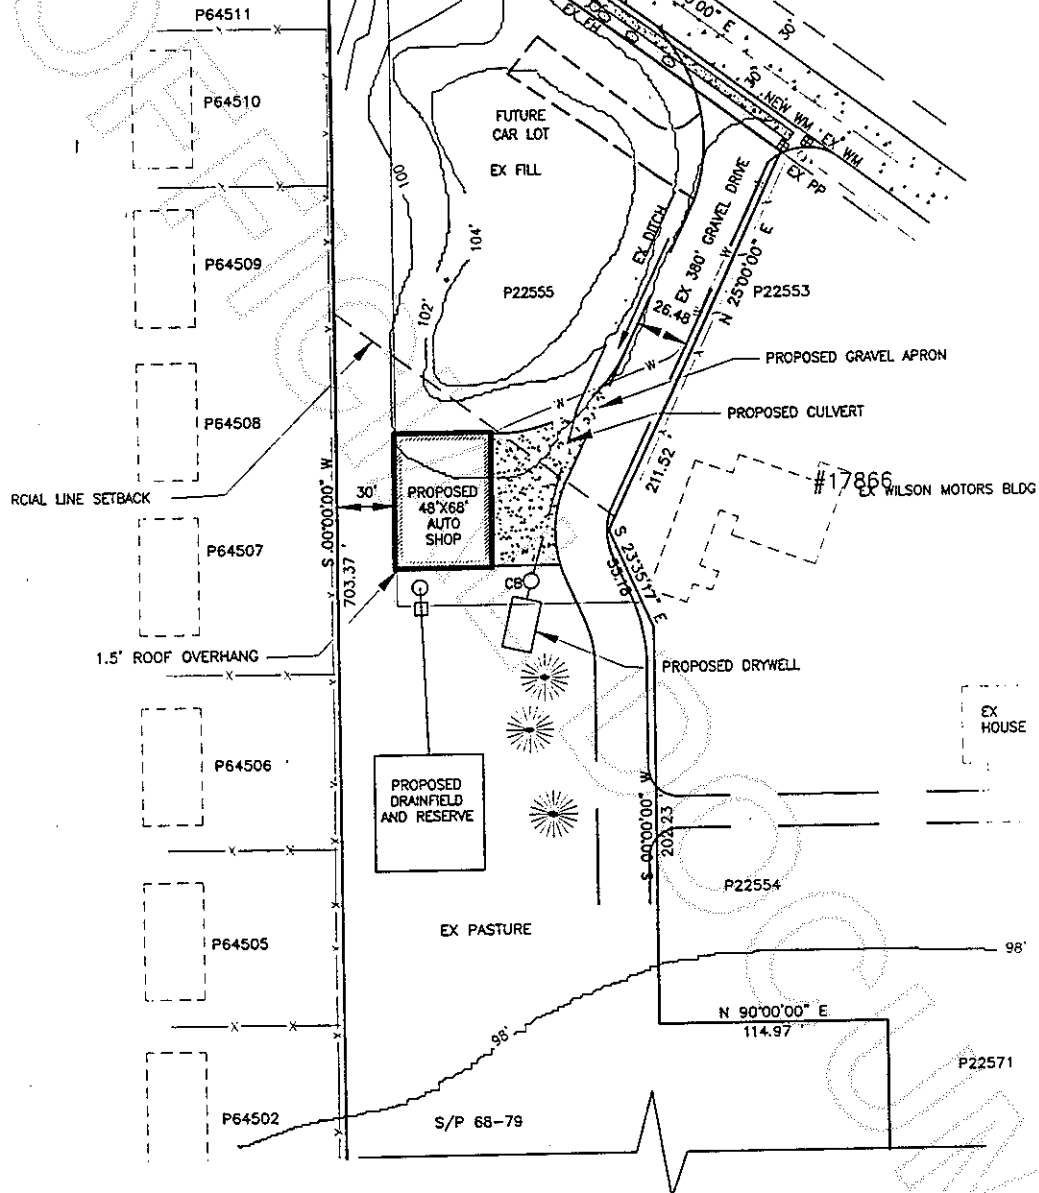 P64511
EX FH
30'
P64510
FUTURE
CAR LOT
EX FILL
NEW WM
EX WM
30'
EX PP
100
104'
102'
EX DITCH
EX 380' GRAVEL DRIVE
N 25'00'00" E
26.48'
P64509
P22555
P22553
PROPOSED GRAVEL APRON
P64508
PROPOSED CULVERT
211.52
#17866
EX WILSON MOTORS BLDG
RCIAL LINE SETBACK
30'
PROPOSED
48'X68'
AUTO
SHOP
S 00'00'00" W
703.37'
P64507
S 23'35'17" E
CB
1.5' ROOF OVERHANG
PROPOSED DRYWELL
EX
HOUSE
P64506
PROPOSED
DRAINFIELD
AND RESERVE
S 00'00'00" W
202.23
P22554
P64505
EX PASTURE
98'
N 90'00'00" E
114.97
98'
P22571
P64502
S/P 68-79